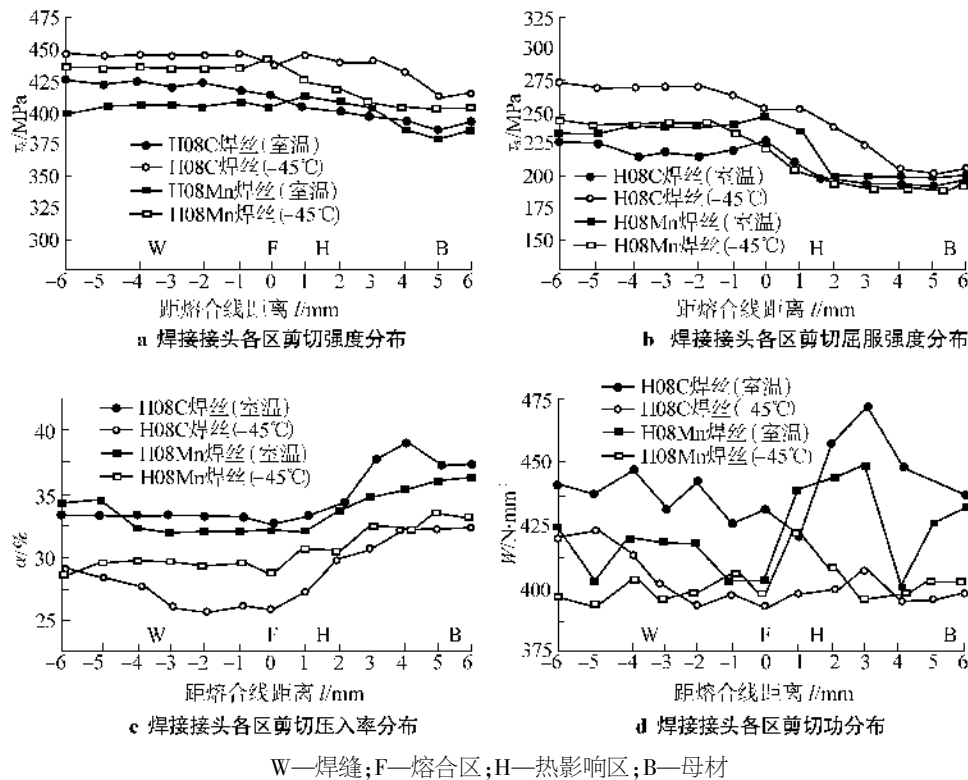 475
450
425
400
375
350
325
300
/MPa
H08C焊丝(室温)
H08C焊丝(-45℃)
H08Mn焊丝(室温)
H08Mn焊丝(-45℃)
W F H B
-6 -5 -4 -3 -2 -1 0 1 2 3 4 5 6
距熔合线距离 l/mm
a 焊接接头各区剪切强度分布
325
300
275
250
225
200
175
150
/MPa
H08C焊丝(室温)
H08C焊丝(-45℃)
H08Mn焊丝(室温)
H08Mn焊丝(-45℃)
H B
-6 -5 -4 -3 -2 -1 0 1 2 3 4 5 6
距熔合线距离 l/mm
b 焊接接头各区剪切屈服强度分布
40
35
30
25
α/%
H08C焊丝(室温)
H08C焊丝(-45℃)
H08Mn焊丝(室温)
H08Mn焊丝(-45℃)
W F H B
-6 -5 -4 -3 -2 -1 0 1 2 3 4 5 6
距熔合线距离 l/mm
c 焊接接头各区剪切压入率分布
475
450
425
400
375
W/N·mm
H08C焊丝(室温)
H08C焊丝(-45℃)
H08Mn焊丝(室温)
H08Mn焊丝(-45℃)
W F H B
-6 -5 -4 -3 -2 -1 0 1 2 3 4 5 6
距熔合线距离 l/mm
d 焊接接头各区剪切功分布
W—焊缝;F—熔合区;H—热影响区;B—母材